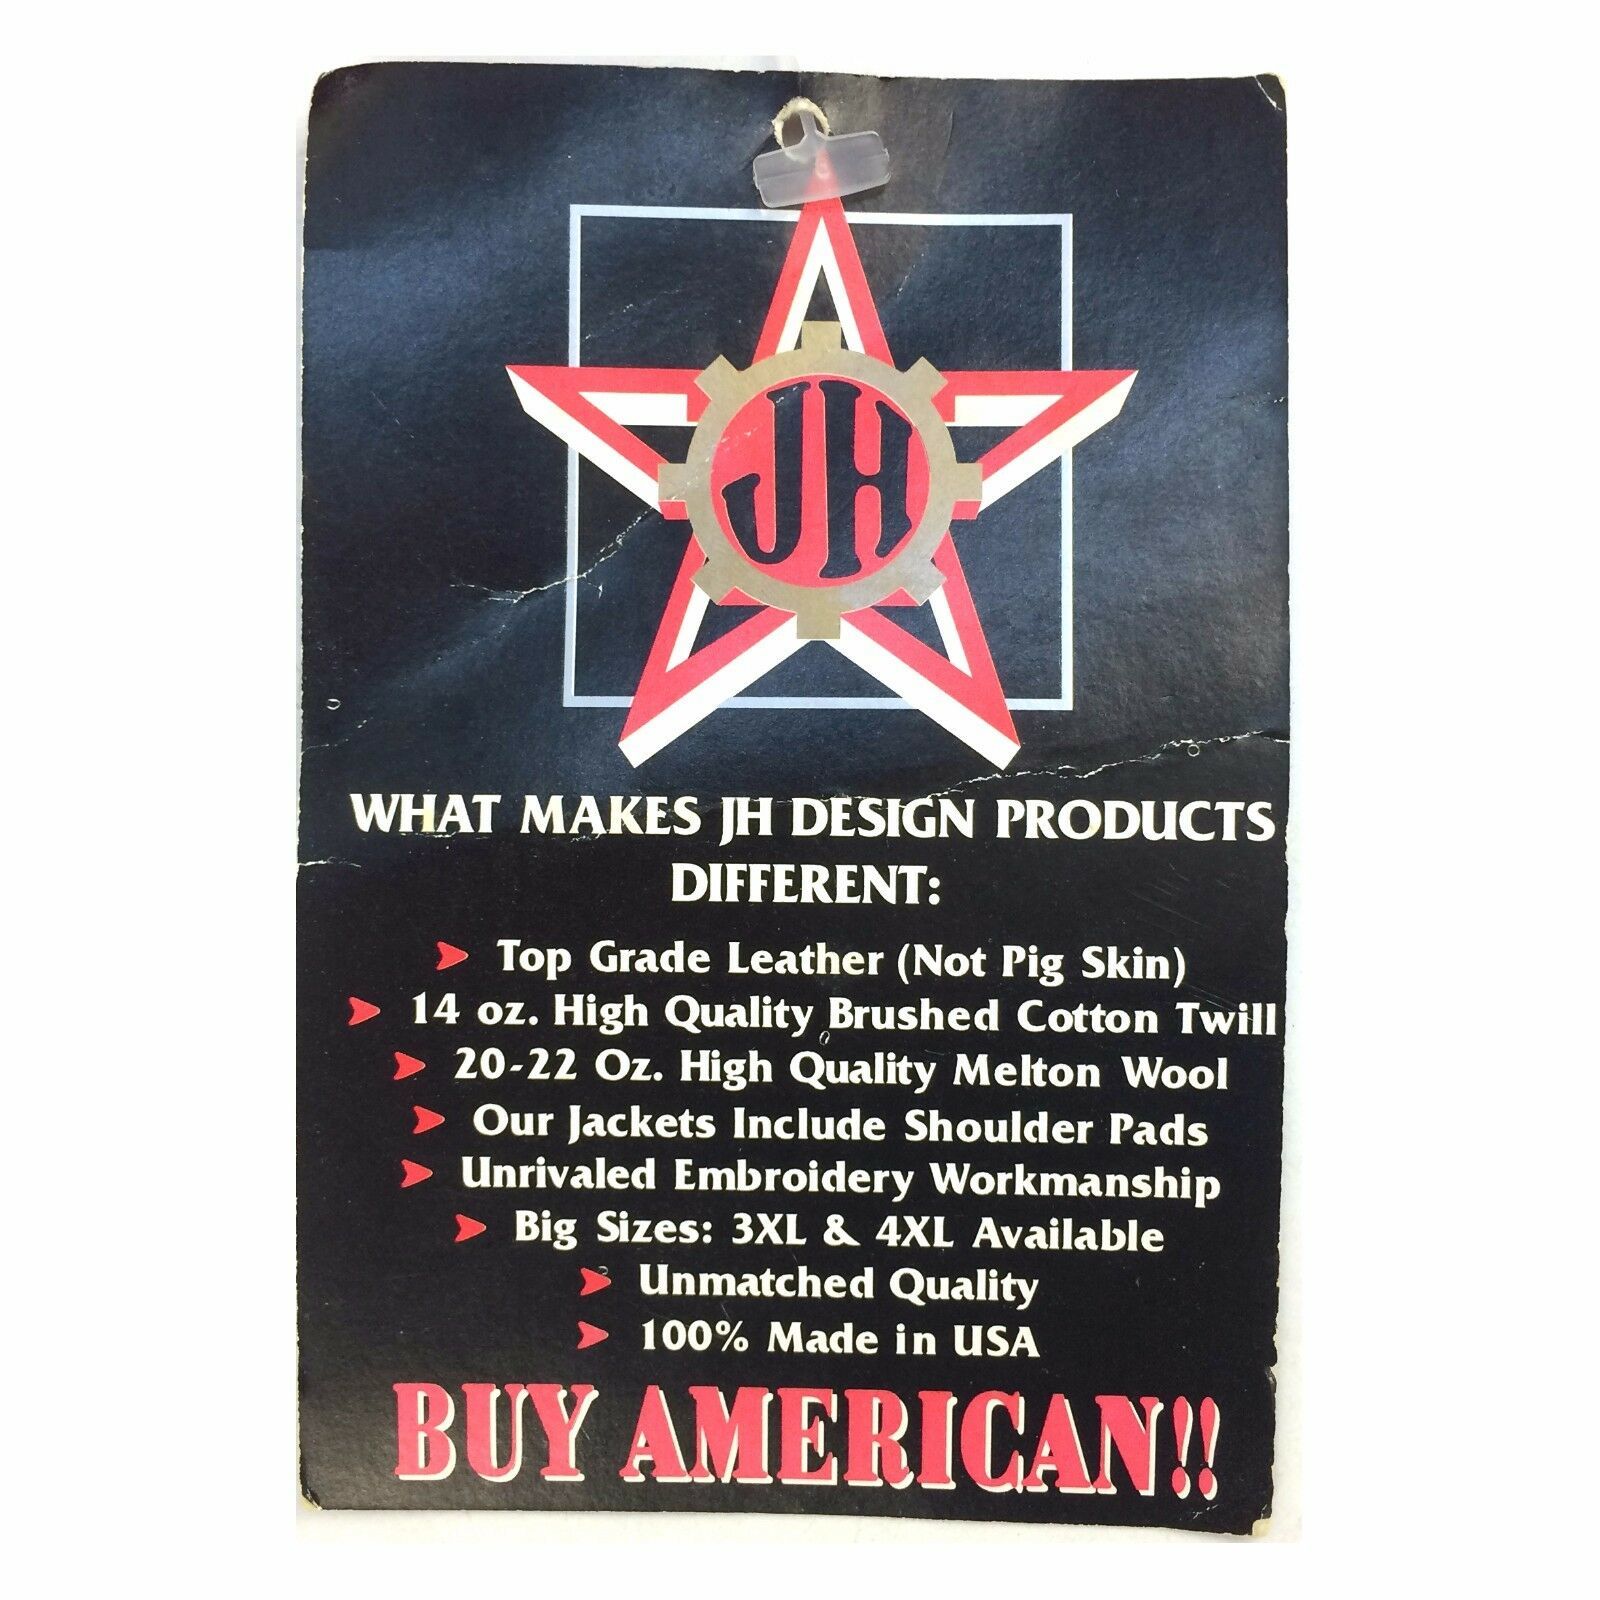 JH
WHAT MAKES JH DESIGN PRODUCTS
DIFFERENT:
Top Grade Leather (Not Pig Skin)
14 oz. High Quality Brushed Cotton Twill
20-22 Oz. High Quality Melton Wool
Our Jackets Include Shoulder Pads
Unrivaled Embroidery Workmanship
Big Sizes: 3XL & 4XL Available
Unmatched Quality
100% Made in USA
BUY AMERICAN!!